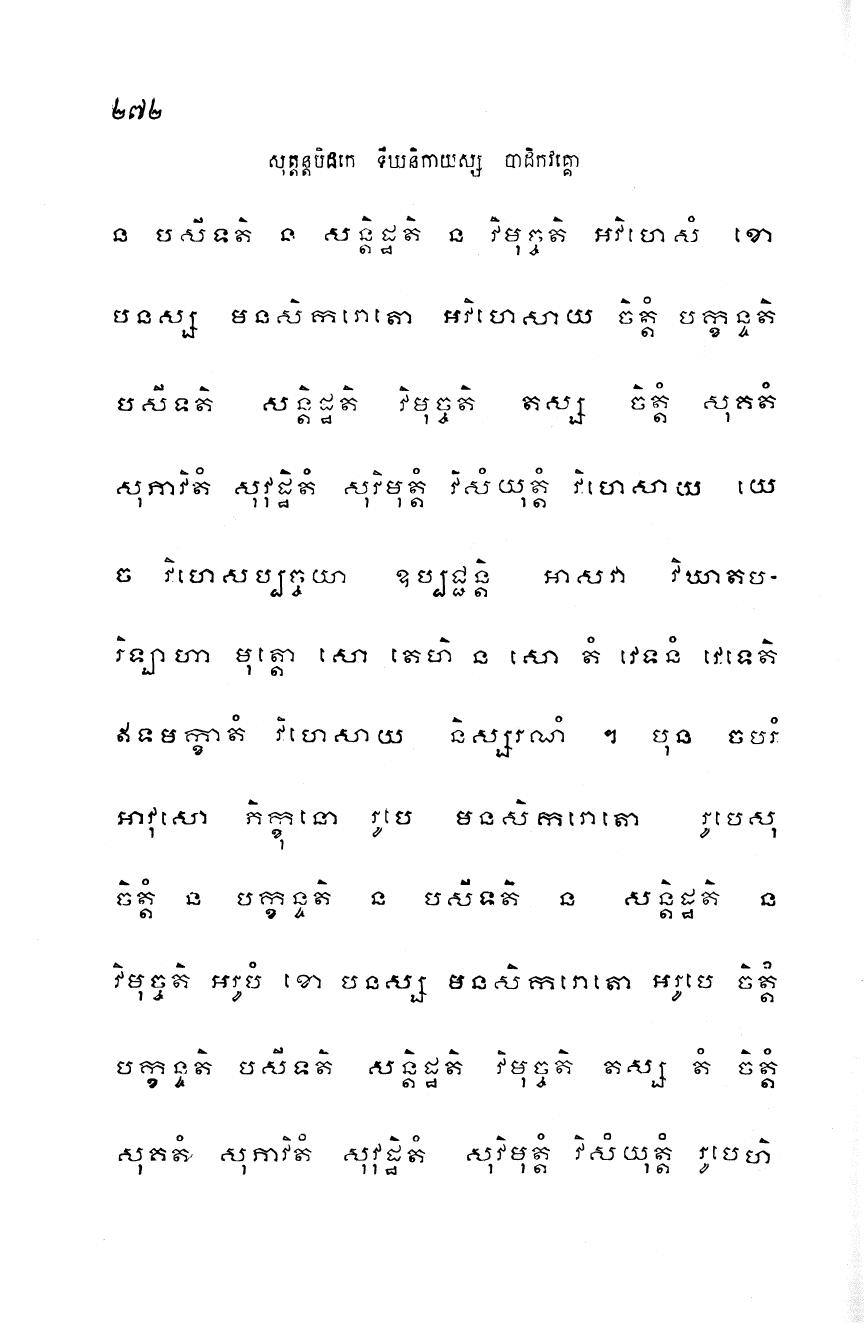 ២៧២
សុត្តន្តបិដកេ ទីឃនិកាយស្ស បាដិកវគ្គោ
ន បសីទតិ ន សន្តិដ្ឋតិ ន វិមុច្ចតិ អវិហេសំ ខោ
បនស្ស មនសិករោតោ អវិហេសាយ ចិត្តំ បក្ខន្ទតិ
បសីទតិ សន្តិដ្ឋតិ វិមុច្ចតិ តស្ស ចិត្តំ សុគតំ
សុភាវិតំ សុវុដ្ឋិតំ សុវិមុត្តំ វិសំយុត្តំ វិហេសាយ យេ
ច វិហេសប្បច្ចយា ឧប្បជ្ជន្តិ អាសវា វិឃាតប-
រិឡាហា មុត្តោ សោ តេហិ ន សោ តំ វេទនំ វេទេតិ
ឥទមក្ខាតំ វិហេសាយ និស្សរណំ ។ បុន ចបរំ
អាវុសោ ភិក្ខុនោ រូបេ មនសិករោតោ រូបេសុ
ចិត្តំ ន បក្ខន្ទតិ ន បសីទតិ ន សន្តិដ្ឋតិ ន
វិមុច្ចតិ អរូបំ ខោ បនស្ស មនសិករោតោ អរូបេ ចិត្តំ
បក្ខន្ទតិ បសីទតិ សន្តិដ្ឋតិ វិមុច្ចតិ តស្ស តំ ចិត្តំ
សុគតំ សុភាវិតំ សុវុដ្ឋិតំ សុវិមុត្តំ វិសំយុត្តំ រូបេហិ